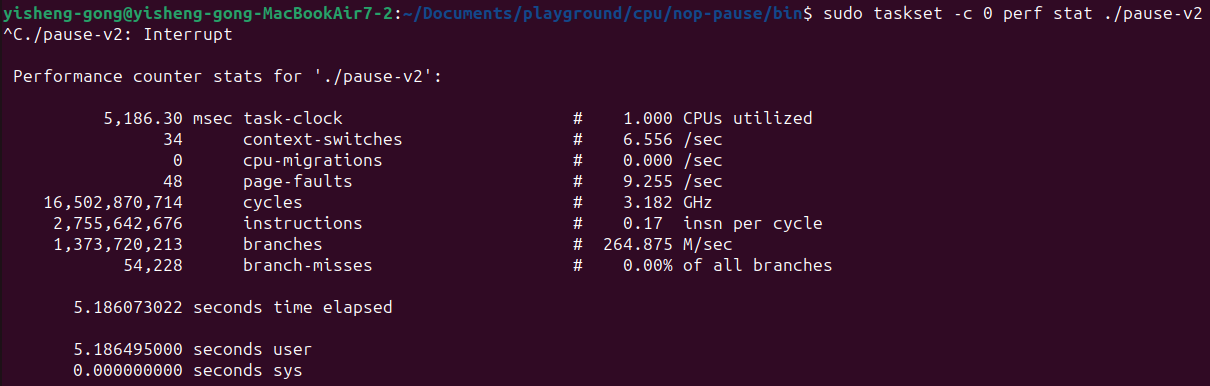 yisheng-gong@yisheng-gong-MacBookAir7-2:~/Documents/playground/cpu/nop-pause/bin$ sudo taskset -c 0 perf stat ./pause-v2
^C./pause-v2: Interrupt
Performance counter stats for './pause-v2':
5,186.30 msec task-clock # 1.000 CPUs utilized
34 context-switches # 6.556 /sec
0 cpu-migrations # 0.000 /sec
48 page-faults # 9.255 /sec
16,502,870,714 cycles # 3.182 GHz
2,755,642,676 instructions # 0.17 insn per cycle
1,373,720,213 branches # 264.875 M/sec
54,228 branch-misses # 0.00% of all branches
5.186073022 seconds time elapsed
5.186495000 seconds user
0.000000000 seconds sys